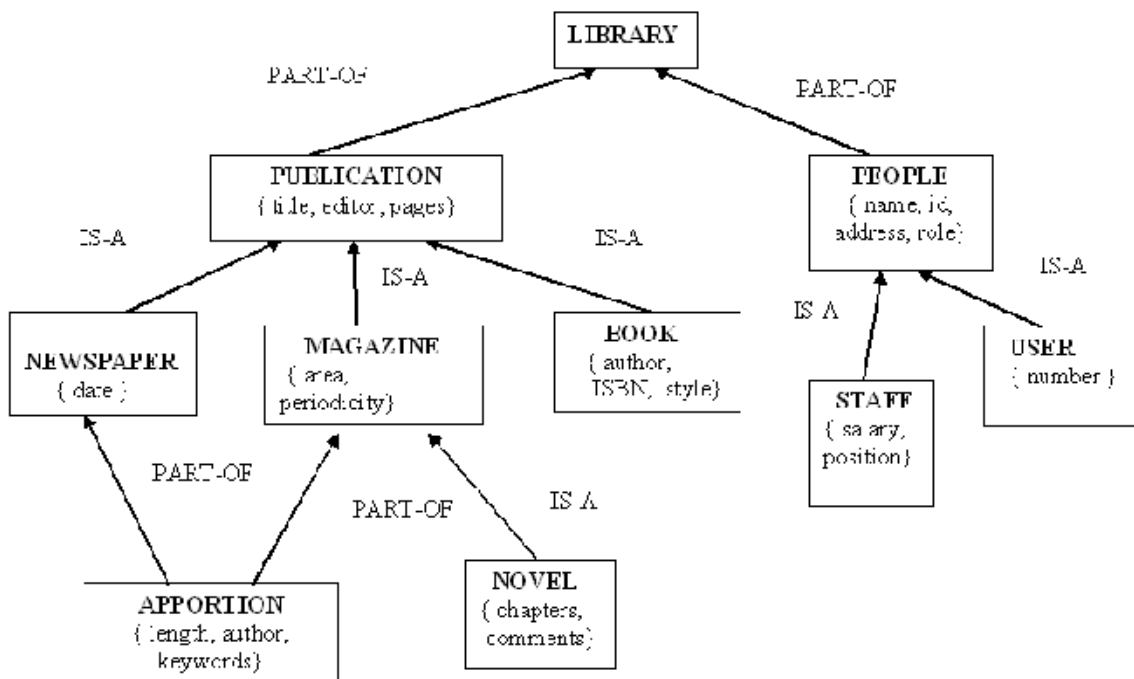 LIBRARY
PART-OF
PART-OF
PUBLICATION
{ title, editor, pages}
PEOPLE
{ name, id,
address, role}
IS-A
IS-A
IS-A
IS-A
IS-A
NEWSPAPER
{ date }
MAGAZINE
{ area,
periodicity}
BOOK
{ author,
ISBN, style}
USER
{ number }
STAFF
{ salary,
position}
PART-OF
PART-OF
IS-A
APPORTION
{ length, author,
keywords}
NOVEL
{ chapters,
comments}